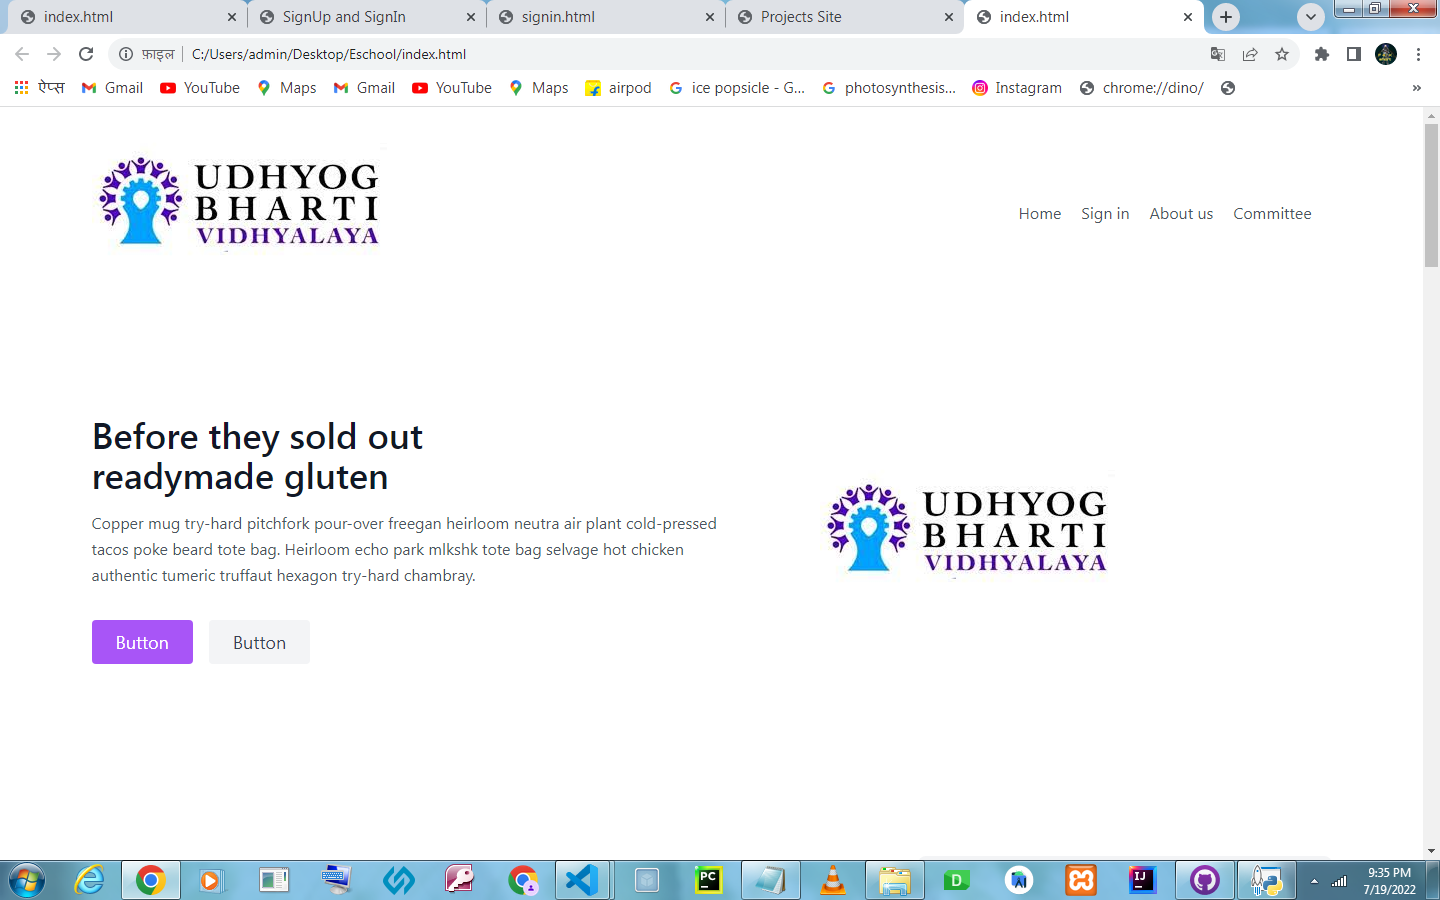 index.html
SignUp and SignIn
signin.html
Projects Site
index.html
फ़ाइल C:/Users/admin/Desktop/Eschool/index.html
ऐप्स Gmail YouTube Maps Gmail YouTube Maps airpod ice popsicle - G... photosynthesis... Instagram chrome://dino/ »
UDHYOG
BHARTI
VIDHYALAYA
Home Sign in About us Committee
Before they sold out
readymade gluten
Copper mug try-hard pitchfork pour-over freegan heirloom neutra air plant cold-pressed
tacos poke beard tote bag. Heirloom echo park mlkshk tote bag selvage hot chicken
authentic tumeric truffaut hexagon try-hard chambray.
Button Button
UDHYOG
BHARTI
VIDHYALAYA
PC
D
IJ
9:35 PM
7/19/2022